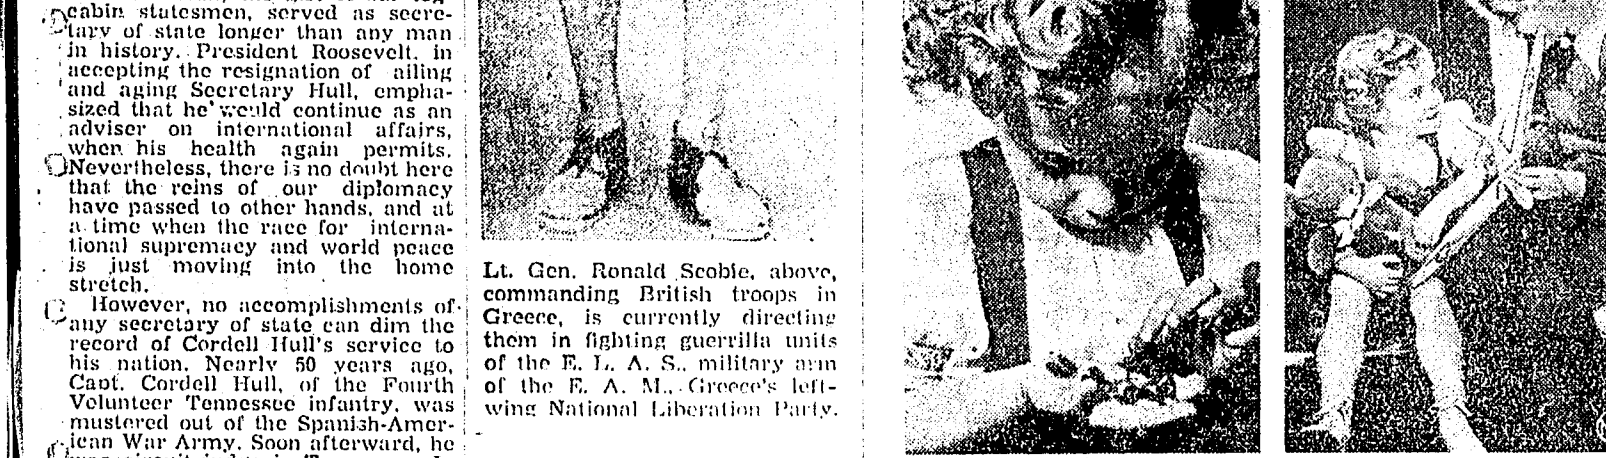 cabin statesmen, served as secre-
tary of state longer than any man
in history. President Roosevelt, in
accepting the resignation of ailing
and aging Secretary Hull, empha-
sized that he would continue as an
adviser on international affairs,
when his health again permits.
Nevertheless, there is no doubt here
that the reins of our diplomacy
have passed to other hands, and at
a time when the race for interna-
tional supremacy and world peace
is just moving into the home
stretch.
However, no accomplishments of
any secretary of state can dim the
record of Cordell Hull's service to
his nation. Nearly 50 years ago,
Capt. Cordell Hull, of the Fourth
Volunteer Tennessee infantry, was
mustered out of the Spanish-Amer-
ican War Army. Soon afterward, he
Lt. Gen. Ronald Scobie, above,
commanding British troops in
Greece, is currently directing
them in fighting guerrilla units
of the E. L. A. S., military arm
of the E. A. M., Greece's left-
wing National Liberation Party.